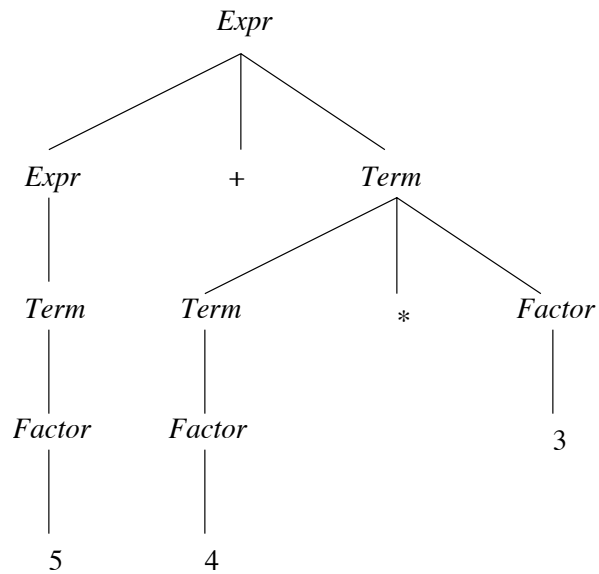 Expr
Expr + Term
Term Term * Factor
Factor Factor 3
5 4